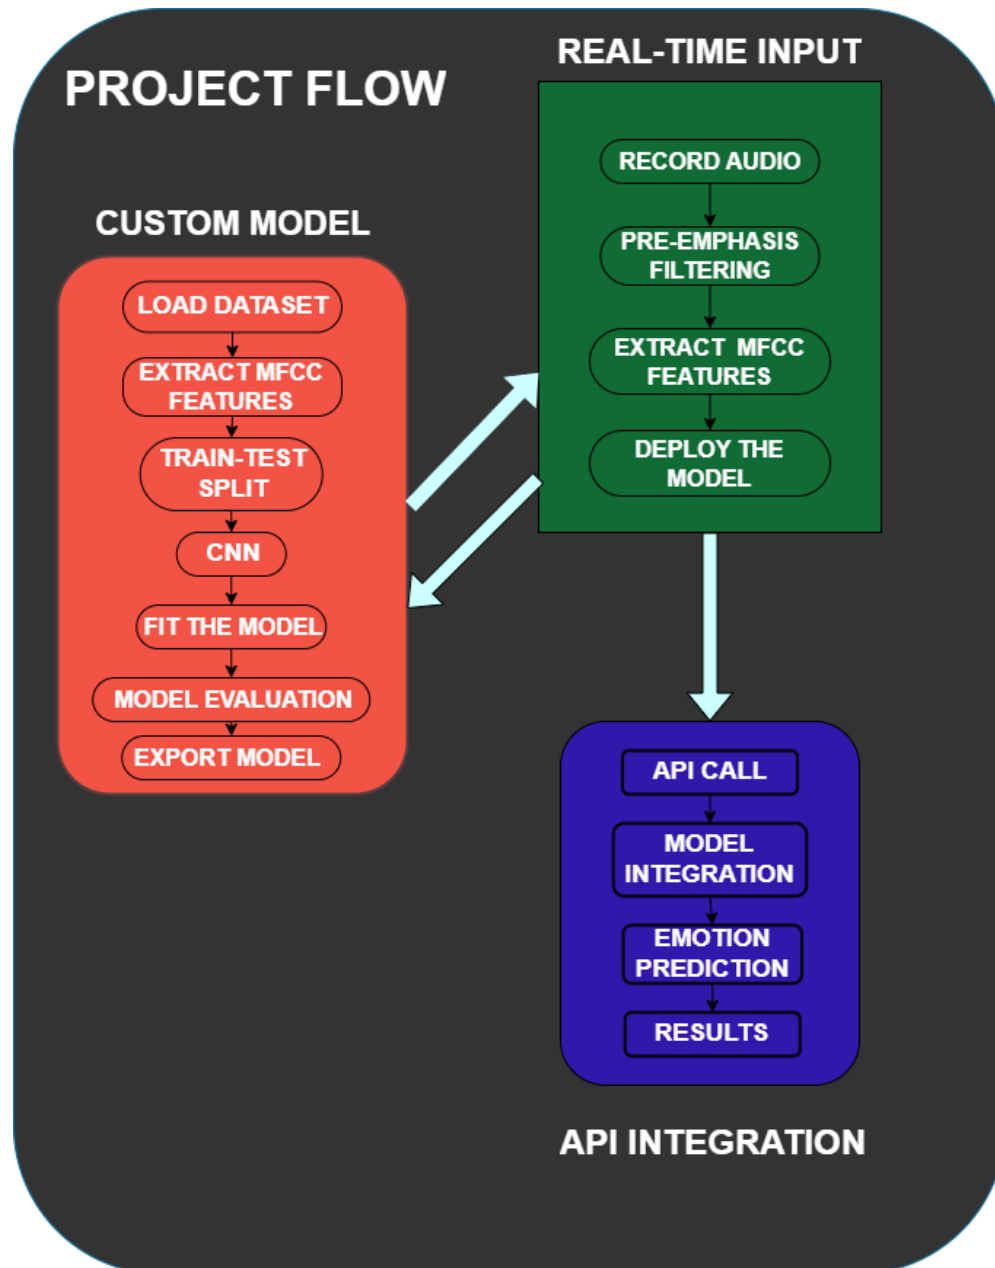 PROJECT FLOW
CUSTOM MODEL
LOAD DATASET
EXTRACT MFCC
FEATURES
TRAIN-TEST
SPLIT
CNN
FIT THE MODEL
MODEL EVALUATION
EXPORT MODEL
REAL-TIME INPUT
RECORD AUDIO
PRE-EMPHASIS
FILTERING
EXTRACT MFCC
FEATURES
DEPLOY THE
MODEL
API CALL
MODEL
INTEGRATION
EMOTION
PREDICTION
RESULTS
API INTEGRATION